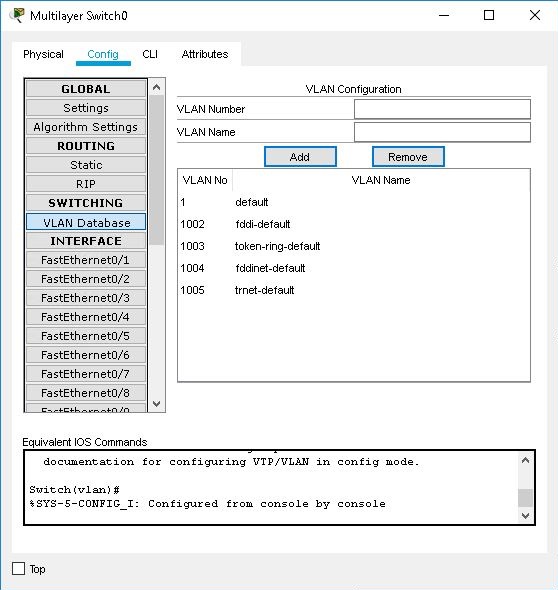 Multilayer Switch0
Physical Config CLI Attributes
GLOBAL
Settings
Algorithm Settings
ROUTING
Static
RIP
SWITCHING
VLAN Database
INTERFACE
FastEthernet0/1
FastEthernet0/2
FastEthernet0/3
FastEthernet0/4
FastEthernet0/5
FastEthernet0/6
FastEthernet0/7
FastEthernet0/8
VLAN Configuration
VLAN Number
VLAN Name
Add Remove
VLAN No VLAN Name
1 default
1002 fddi-default
1003 token-ring-default
1004 fddinet-default
1005 trnet-default
Equivalent IOS Commands
documentation for configuring VTP/VLAN in config mode.
Switch(vlan)#
%SYS-5-CONFIG_I: Configured from console by console
Top